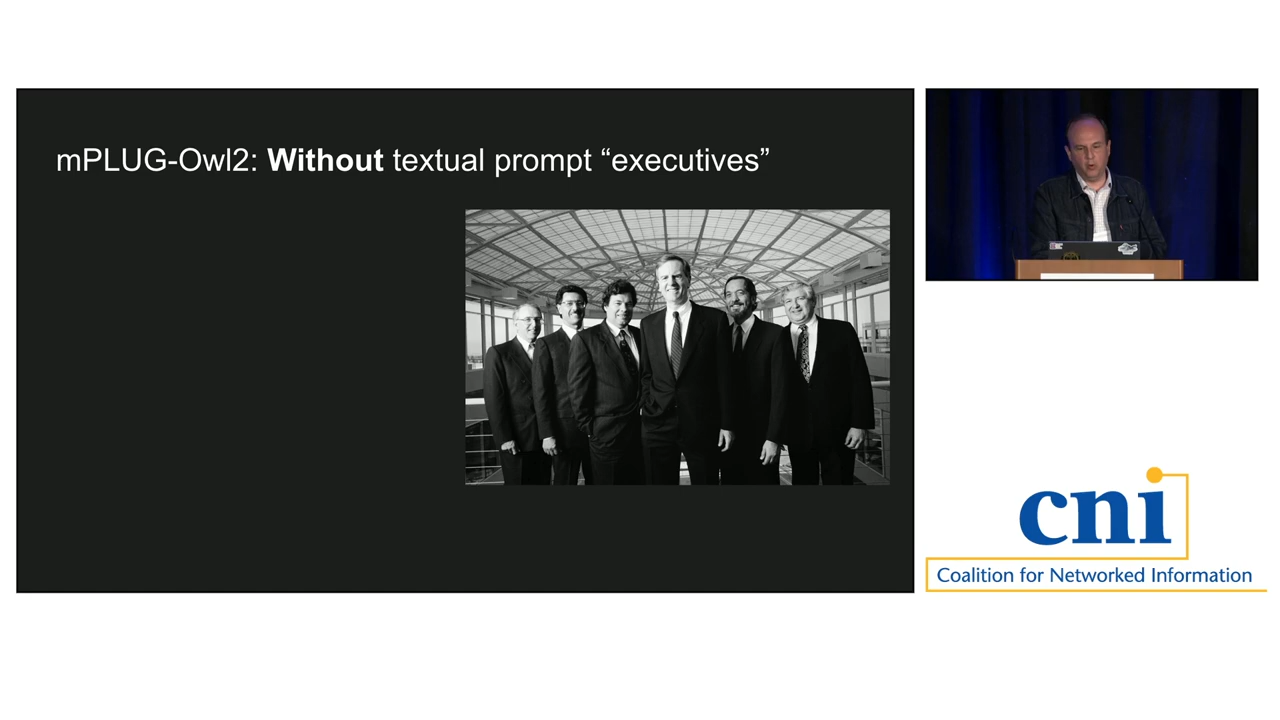 mPLUG-Owl2: Without textual prompt “executives”
cni
Coalition for Networked Information